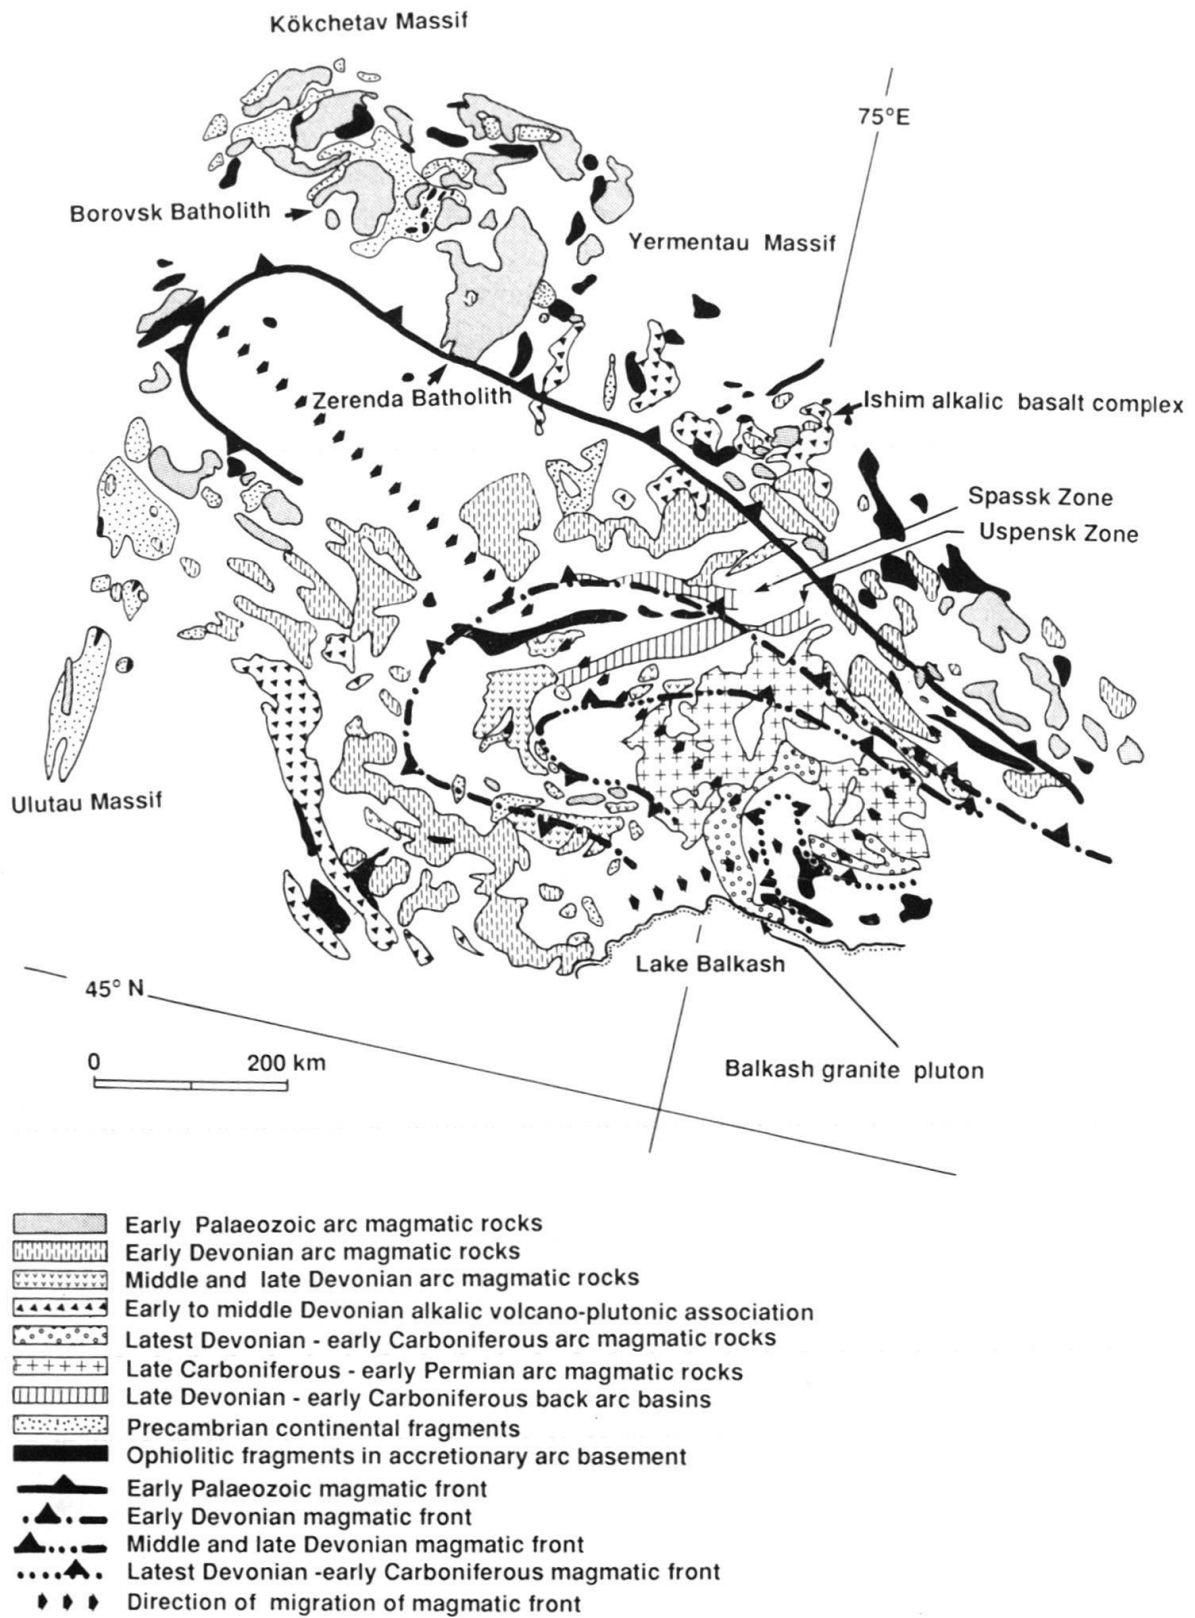 Kökchetav Massif
75°E
Borovsk Batholith
Yermentau Massif
Zerenda Batholith
Ishim alkalic basalt complex
Spassk Zone
Uspensk Zone
Ulutau Massif
Lake Balkash
45° N
0 200 km
Balkash granite pluton
Early Palaeozoic arc magmatic rocks
Early Devonian arc magmatic rocks
Middle and late Devonian arc magmatic rocks
Early to middle Devonian alkalic volcano-plutonic association
Latest Devonian - early Carboniferous arc magmatic rocks
Late Carboniferous - early Permian arc magmatic rocks
Late Devonian - early Carboniferous back arc basins
Precambrian continental fragments
Ophiolitic fragments in accretionary arc basement
Early Palaeozoic magmatic front
Early Devonian magmatic front
Middle and late Devonian magmatic front
Latest Devonian -early Carboniferous magmatic front
Direction of migration of magmatic front